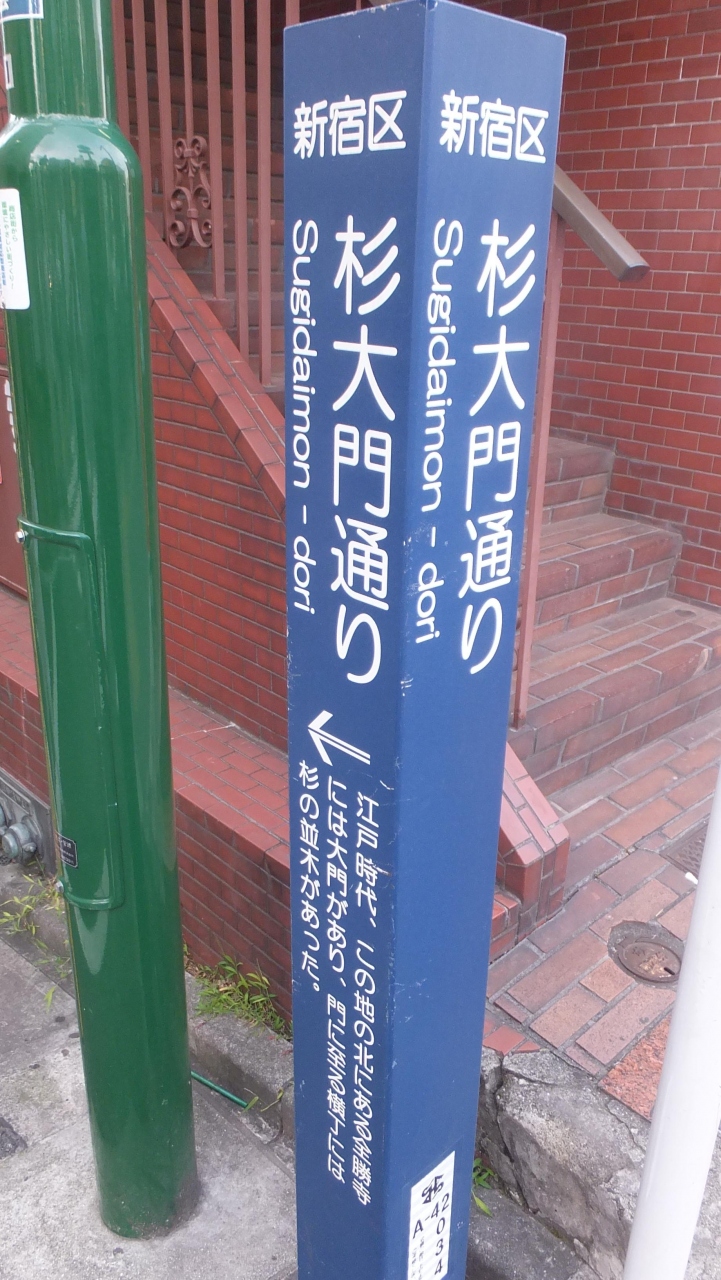 新宿区
杉大門通り
Sugidaimon-dori
江戸時代、この地の北にある全勝寺
には大門があり、門に至る横丁には
杉の並木があった。
新宿区
杉大門通り
Sugidaimon-dori
42034
A